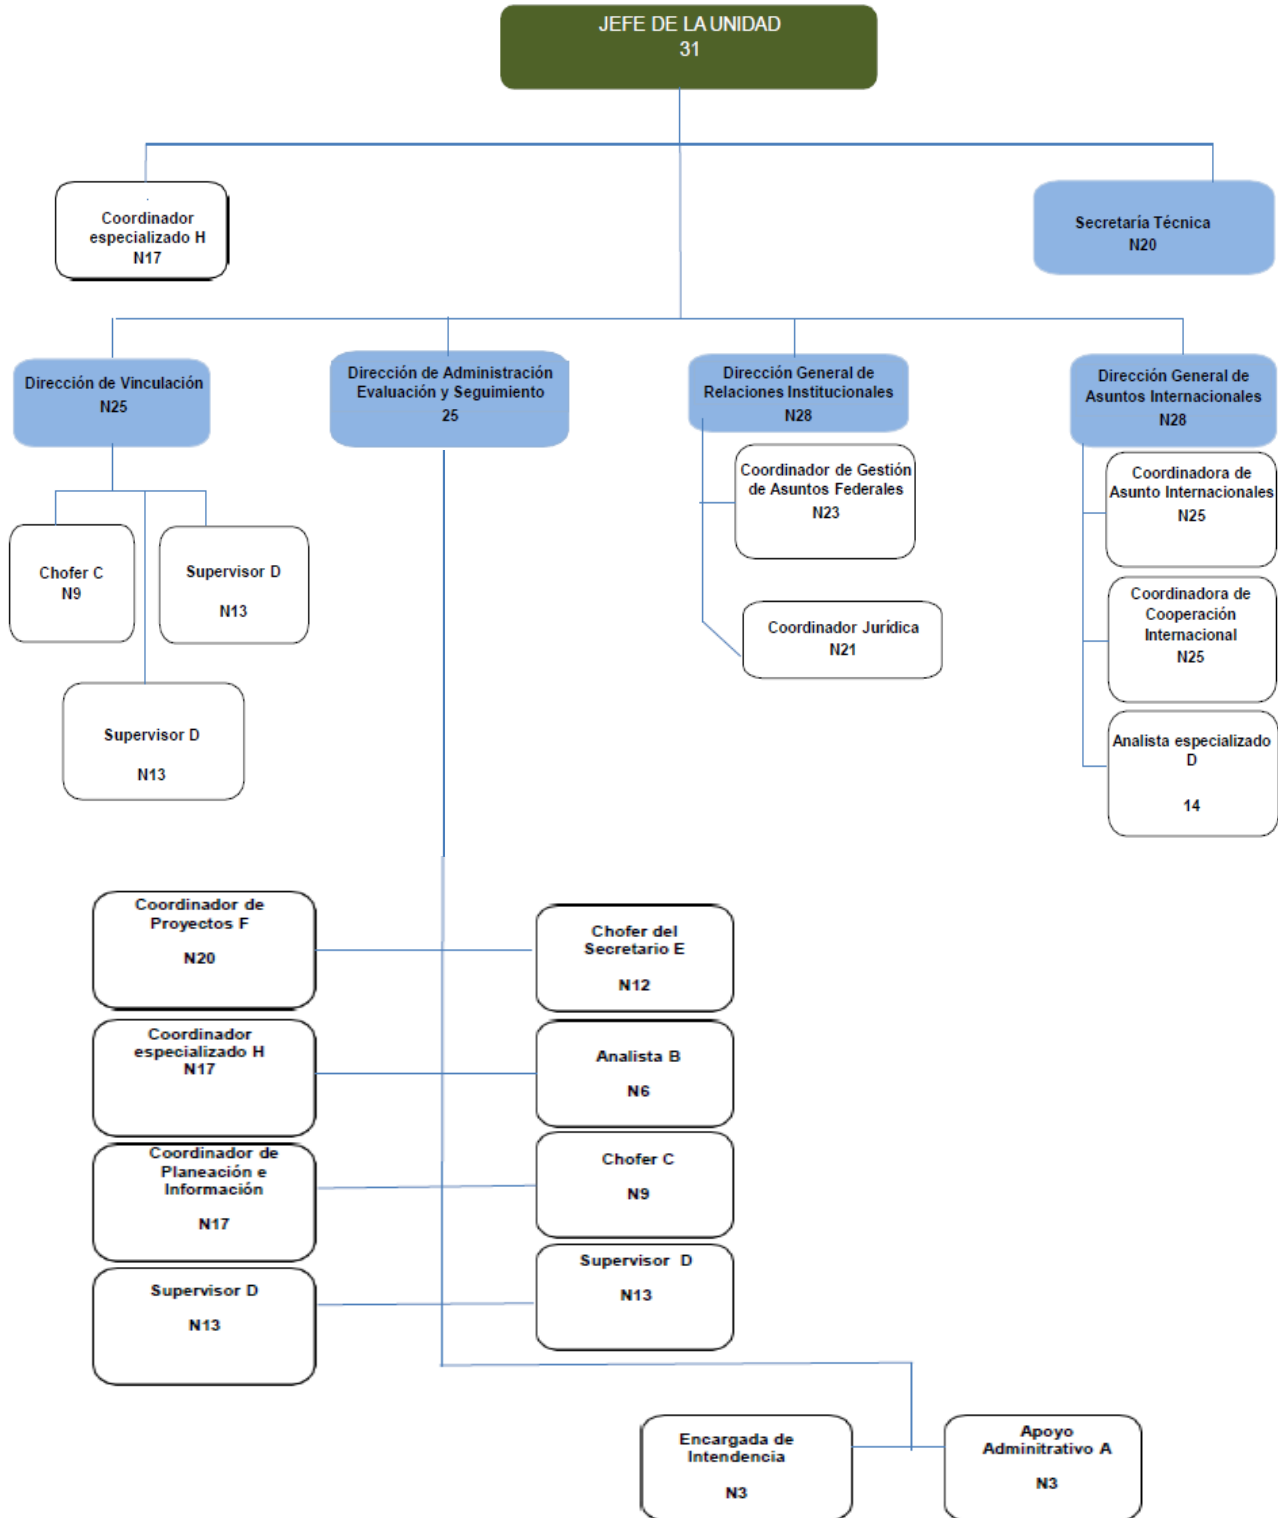 JEFE DE LA UNIDAD
31
Coordinador
especializado H
N17
Secretaría Técnica
N20
Dirección de Vinculación
N25
Dirección de Administración
Evaluación y Seguimiento
25
Dirección General de
Relaciones Institucionales
N28
Dirección General de
Asuntos Internacionales
N28
Chofer C
N9
Supervisor D
N13
Supervisor D
N13
Coordinador de Gestión
de Asuntos Federales
N23
Coordinador Jurídica
N21
Coordinadora de
Asunto Internacionales
N25
Coordinadora de
Cooperación
Internacional
N25
Analista especializado
D
14
Coordinador de
Proyectos F
N20
Chofer del
Secretario E
N12
Coordinador
especializado H
N17
Analista B
N6
Coordinador de
Planeación e
Información
N17
Chofer C
N9
Supervisor D
N13
Supervisor D
N13
Encargada de
Intendencia
N3
Apoyo
Adminitrativo A
N3